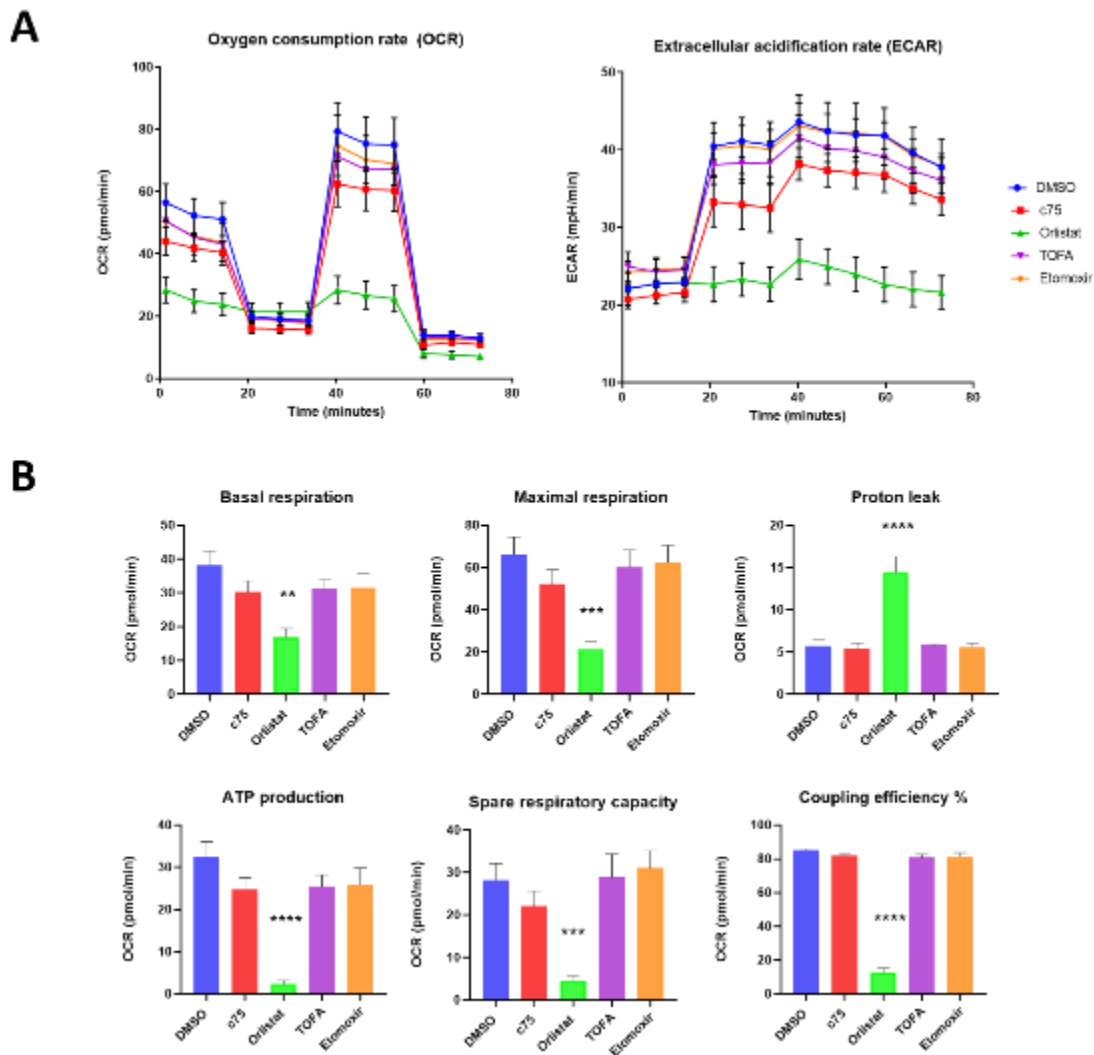 A
Oxygen consumption rate (OCR)
100
80
60
40
20
0
OCR (pmol/min)
0 20 40 60 80
Time (minutes)
Extracellular acidification rate (ECAR)
50
40
30
20
10
ECAR (mpH/min)
0 20 40 60 80
Time (minutes)
DMSO
c75
Orlistat
TOFA
Etomoxir
B
Basal respiration
50
40
30
20
10
0
OCR (pmol/min)
**
DMSO c75 Orlistat TOFA Etomoxir
Maximal respiration
80
60
40
20
0
OCR (pmol/min)
***
DMSO c75 Orlistat TOFA Etomoxir
Proton leak
20
15
10
5
0
OCR (pmol/min)
****
DMSO c75 Orlistat TOFA Etomoxir
ATP production
40
30
20
10
0
OCR (pmol/min)
****
DMSO c75 Orlistat TOFA Etomoxir
Spare respiratory capacity
40
30
20
10
0
OCR (pmol/min)
***
DMSO c75 Orlistat TOFA Etomoxir
Coupling efficiency %
100
80
60
40
20
0
OCR (pmol/min)
****
DMSO c75 Orlistat TOFA Etomoxir